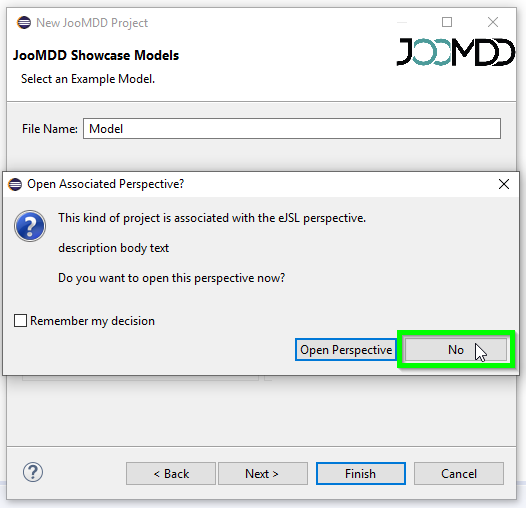 New JooMDD Project
JooMDD Showcase Models
JOOMDD
Select an Example Model.
File Name: Model
Open Associated Perspective?
This kind of project is associated with the eJSL perspective.
description body text
Do you want to open this perspective now?
Remember my decision
Open Perspective No
< Back Next > Finish Cancel